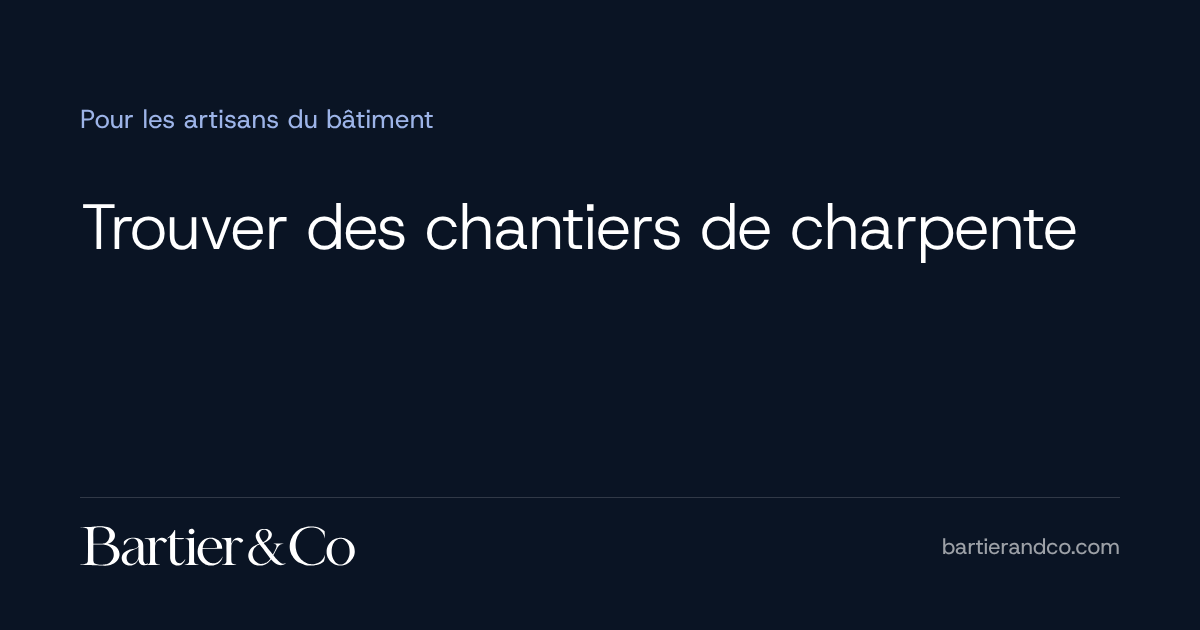 Pour les artisans du bâtiment
Trouver des chantiers de charpente
Bartier & Co
bartierandco.com